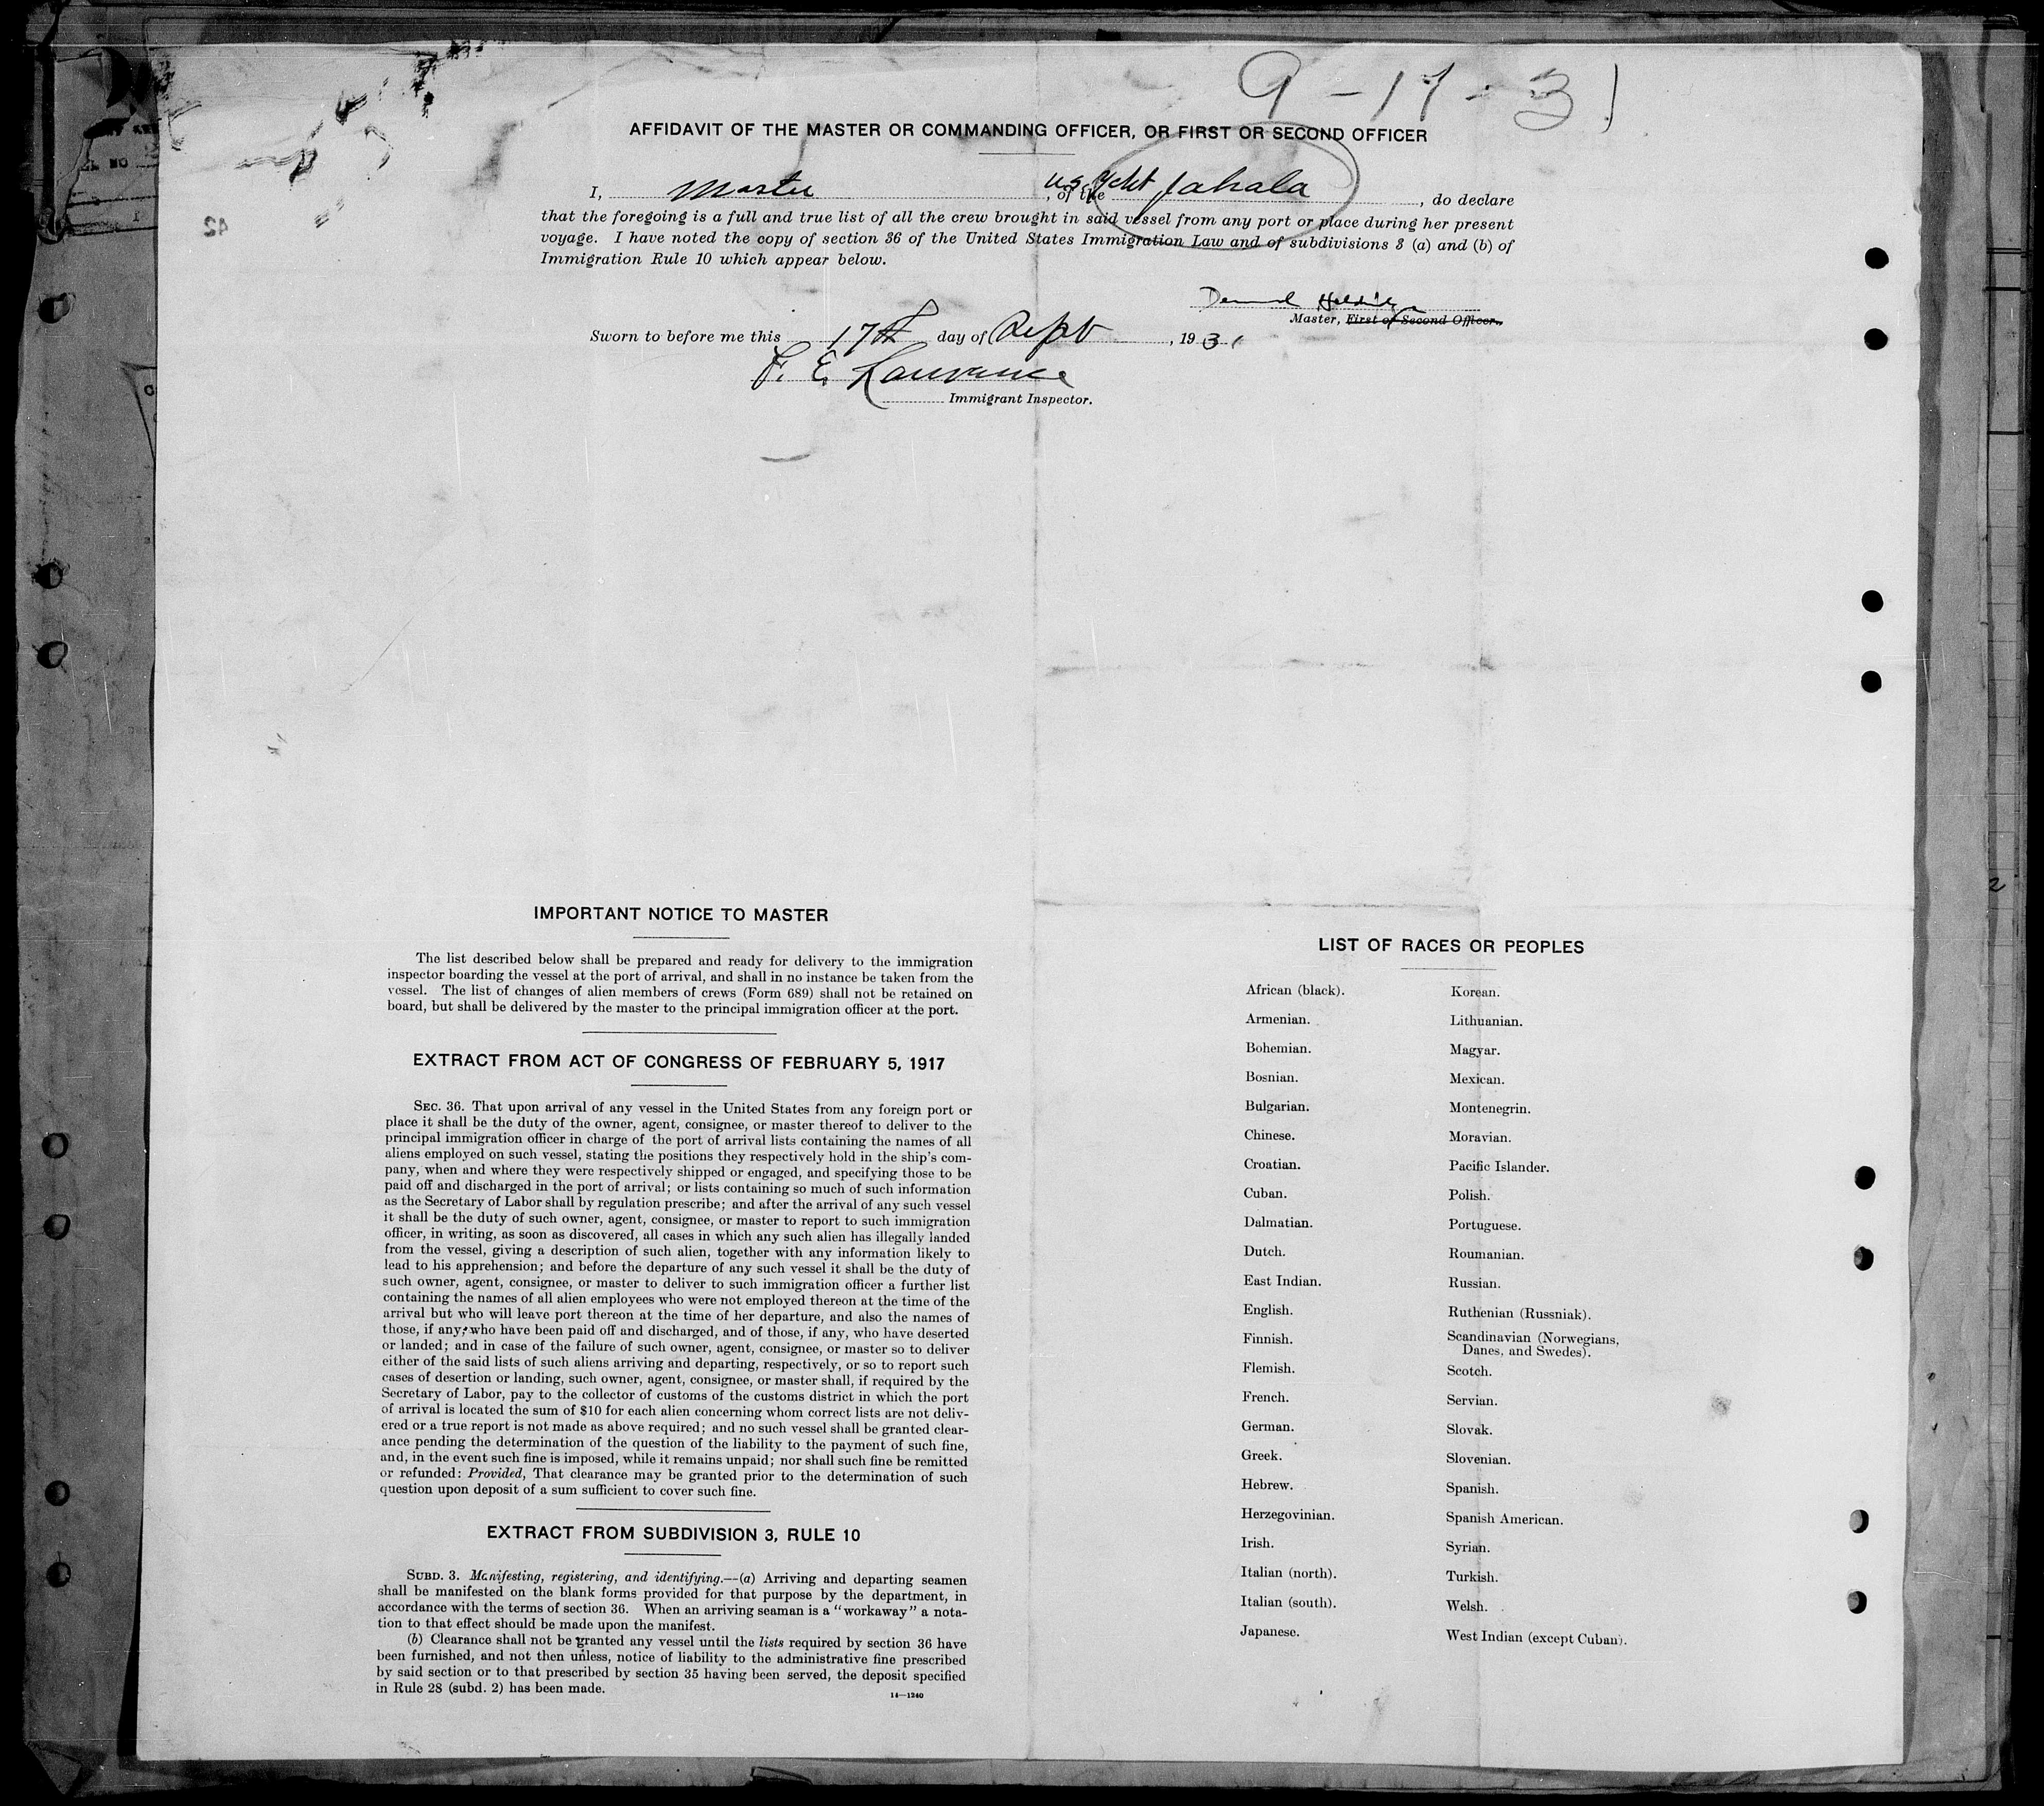 9-17-31
AFFIDAVIT OF THE MASTER OR COMMANDING OFFICER, OR FIRST OR SECOND OFFICER
I, Master, of the U.S. Ycht Jahala, do declare
that the foregoing is a full and true list of all the crew brought in said vessel from any port or place during her present
voyage. I have noted the copy of section 36 of the United States Immigration Law and of subdivisions 3 (a) and (b) of
Immigration Rule 10 which appear below.
Master, First or Second Officer.
Sworn to before me this 17th day of Sept, 1931
E. Lawrence
Immigrant Inspector.
42
IMPORTANT NOTICE TO MASTER
The list described below shall be prepared and ready for delivery to the immigration
inspector boarding the vessel at the port of arrival, and shall in no instance be taken from the
vessel. The list of changes of alien members of crews (Form 689) shall not be retained on
board, but shall be delivered by the master to the principal immigration officer at the port.
EXTRACT FROM ACT OF CONGRESS OF FEBRUARY 5, 1917
SEC. 36. That upon arrival of any vessel in the United States from any foreign port or
place it shall be the duty of the owner, agent, consignee, or master thereof to deliver to the
principal immigration officer in charge of the port of arrival lists containing the names of all
aliens employed on such vessel, stating the positions they respectively hold in the ship's com-
pany, when and where they were respectively shipped or engaged, and specifying those to be
paid off and discharged in the port of arrival; or lists containing so much of such information
as the Secretary of Labor shall by regulation prescribe; and after the arrival of any such vessel
it shall be the duty of such owner, agent, consignee, or master to report to such immigration
officer, in writing, as soon as discovered, all cases in which any such alien has illegally landed
from the vessel, giving a description of such alien, together with any information likely to
lead to his apprehension; and before the departure of any such vessel it shall be the duty of
such owner, agent, consignee, or master to deliver to such immigration officer a further list
containing the names of all alien employees who were not employed thereon at the time of the
arrival but who will leave port thereon at the time of her departure, and also the names of
those, if any, who have been paid off and discharged, and of those, if any, who have deserted
or landed; and in case of the failure of such owner, agent, consignee, or master so to deliver
either of the said lists of such aliens arriving and departing, respectively, or so to report such
cases of desertion or landing, such owner, agent, consignee, or master shall, if required by the
Secretary of Labor, pay to the collector of customs of the customs district in which the port
of arrival is located the sum of $10 for each alien concerning whom correct lists are not deliv-
ered or a true report is not made as above required; and no such vessel shall be granted clear-
ance pending the determination of the question of the liability to the payment of such fine,
and, in the event such fine is imposed, while it remains unpaid; nor shall such fine be remitted
or refunded: Provided, That clearance may be granted prior to the determination of such
question upon deposit of a sum sufficient to cover such fine.
EXTRACT FROM SUBDIVISION 3, RULE 10
SUBD. 3. Manifesting, registering, and identifying.—(a) Arriving and departing seamen
shall be manifested on the blank forms provided for that purpose by the department, in
accordance with the terms of section 36. When an arriving seaman is a "workaway" a nota-
tion to that effect should be made upon the manifest.
(b) Clearance shall not be granted any vessel until the lists required by section 36 have
been furnished, and not then unless, notice of liability to the administrative fine prescribed
by said section or to that prescribed by section 35 having been served, the deposit specified
in Rule 28 (subd. 2) has been made.
14—1240
LIST OF RACES OR PEOPLES
African (black).
Armenian.
Bohemian.
Bosnian.
Bulgarian.
Chinese.
Croatian.
Cuban.
Dalmatian.
Dutch.
East Indian.
English.
Finnish.
Flemish.
French.
German.
Greek.
Hebrew.
Herzegovinian.
Irish.
Italian (north).
Italian (south).
Japanese.
Korean.
Lithuanian.
Magyar.
Mexican.
Montenegrin.
Moravian.
Pacific Islander.
Polish.
Portuguese.
Roumanian.
Russian.
Ruthenian (Russniak).
Scandinavian (Norwegians,
Danes, and Swedes).
Scotch.
Servian.
Slovak.
Slovenian.
Spanish.
Spanish American.
Syrian.
Turkish.
Welsh.
West Indian (except Cuban).